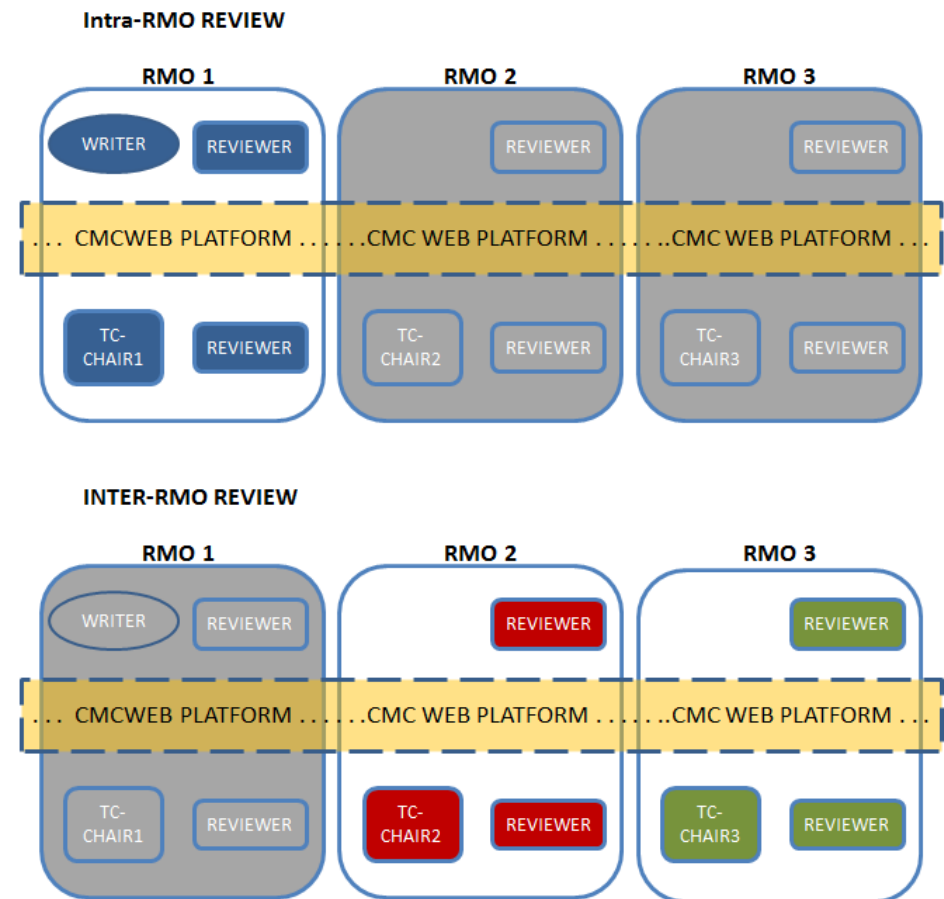 Intra-RMO REVIEW
RMO 1 RMO 2 RMO 3
WRITER REVIEWER REVIEWER REVIEWER
. . . CMCWEB PLATFORM . . . . . .CMC WEB PLATFORM . . . . . ..CMC WEB PLATFORM . . .
TC-
CHAIR1 REVIEWER TC-
CHAIR2 REVIEWER TC-
CHAIR3 REVIEWER
INTER-RMO REVIEW
RMO 1 RMO 2 RMO 3
WRITER REVIEWER REVIEWER REVIEWER
. . . CMCWEB PLATFORM . . . . . .CMC WEB PLATFORM . . . . . ..CMC WEB PLATFORM . . .
TC-
CHAIR1 REVIEWER TC-
CHAIR2 REVIEWER TC-
CHAIR3 REVIEWER